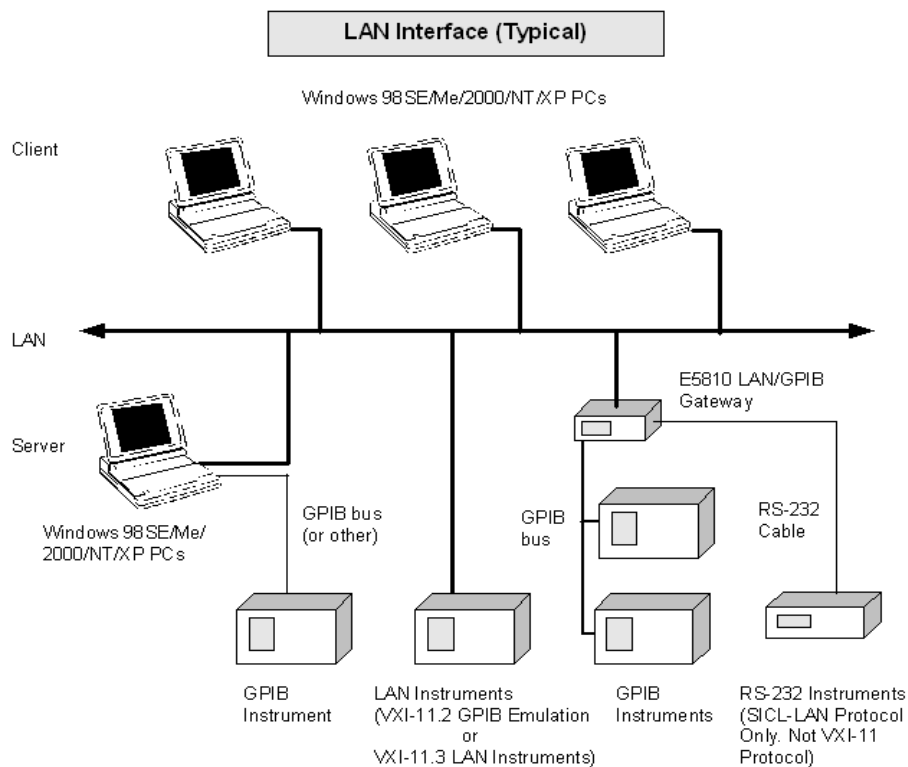 LAN Interface (Typical)
Windows 98SE/Me/2000/NT/XP PCs
Client
LAN
E5810 LAN/GPIB
Gateway
Server
Windows 98SE/Me/
2000/NT/XP PCs
GPIB bus
(or other)
GPIB
bus
RS-232
Cable
GPIB
Instrument
LAN Instruments
(VXI-11.2 GPIB Emulation
or
VXI-11.3 LAN Instruments)
GPIB
Instruments
RS-232 Instruments
(SICL-LAN Protocol
Only. Not VXI-11
Protocol)